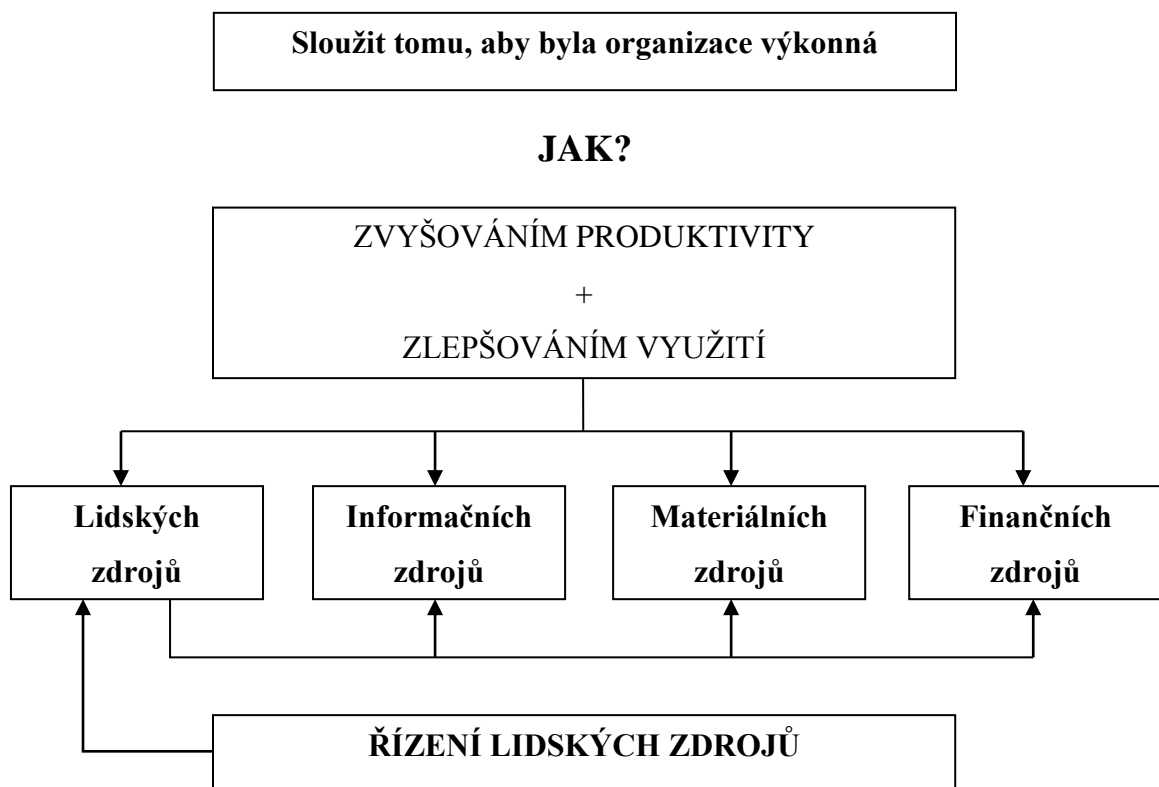 Sloužit tomu, aby byla organizace výkonná
JAK?
ZVYŠOVÁNÍM PRODUKTIVITY
+
ZLEPŠOVÁNÍM VYUŽITÍ
Lidských
zdrojů
Informačních
zdrojů
Materiálních
zdrojů
Finančních
zdrojů
ŘÍZENÍ LIDSKÝCH ZDROJŮ